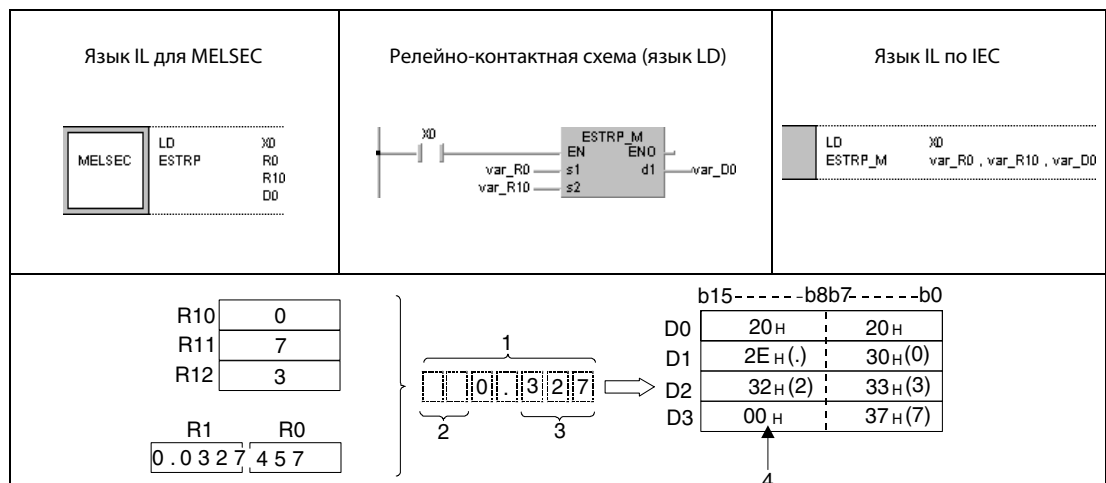 Язык IL для MELSEC
Релейно-контактная схема (язык LD)
Язык IL по IEC
MELSEC
LD X0
ESTRP R0
R10
D0
X0
ESTRP_M
EN ENO
var_R0 s1 d1 var_D0
var_R10 s2
LD X0
ESTRP_M var_R0 , var_R10 , var_D0
R10 0
R11 7
R12 3
R1 R0
0.0327 457
1
0.327
2 3
b15------b8b7------b0
D0 20H 20H
D1 2EH(.) 30H(0)
D2 32H(2) 33H(3)
D3 00H 37H(7)
4